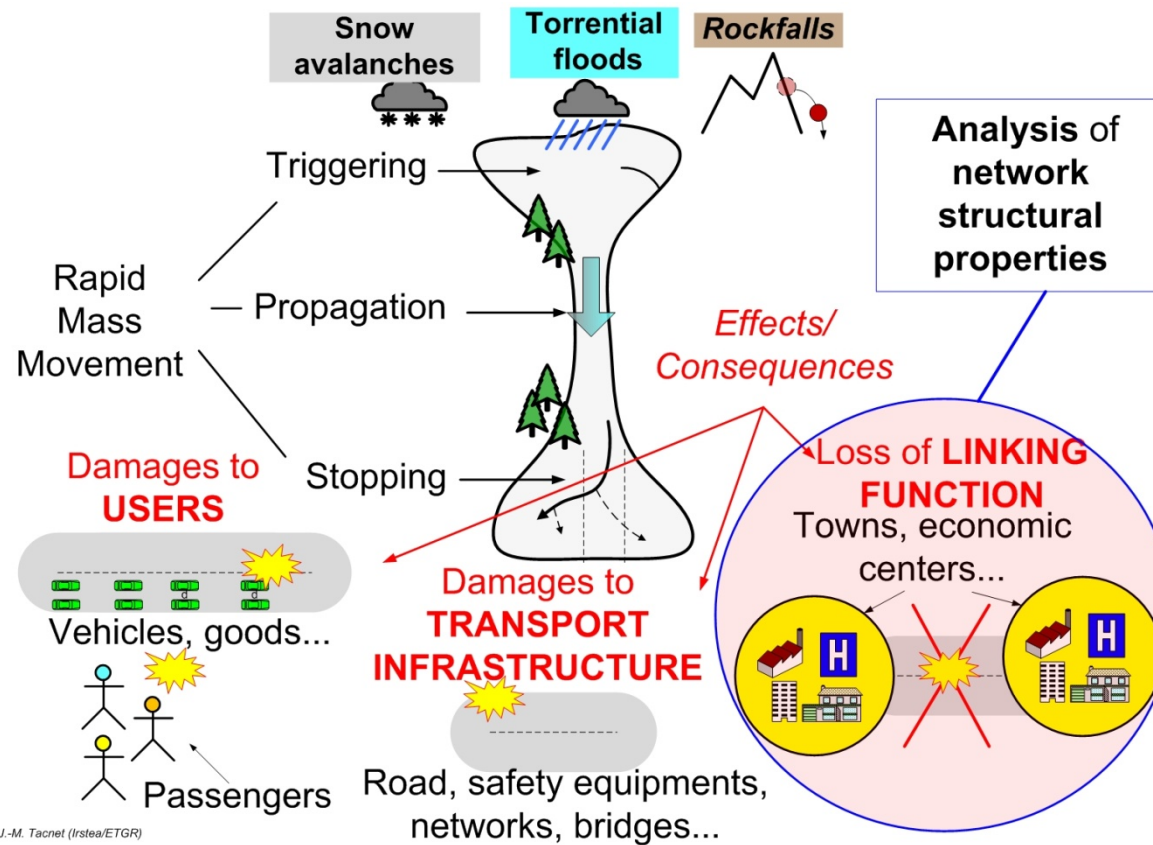 Snow
avalanches
Torrential
floods
Rockfalls
Analysis of
network
structural
properties
Triggering
Rapid
Mass
Movement
Propagation
Effects/
Consequences
Stopping
Damages to
USERS
Loss of LINKING
FUNCTION
Towns, economic
centers...
d
d
Vehicles, goods...
Damages to
TRANSPORT
INFRASTRUCTURE
H
H
Passengers
Road, safety equipments,
networks, bridges...
J.-M. Tacnet (Irstea/ETGR)